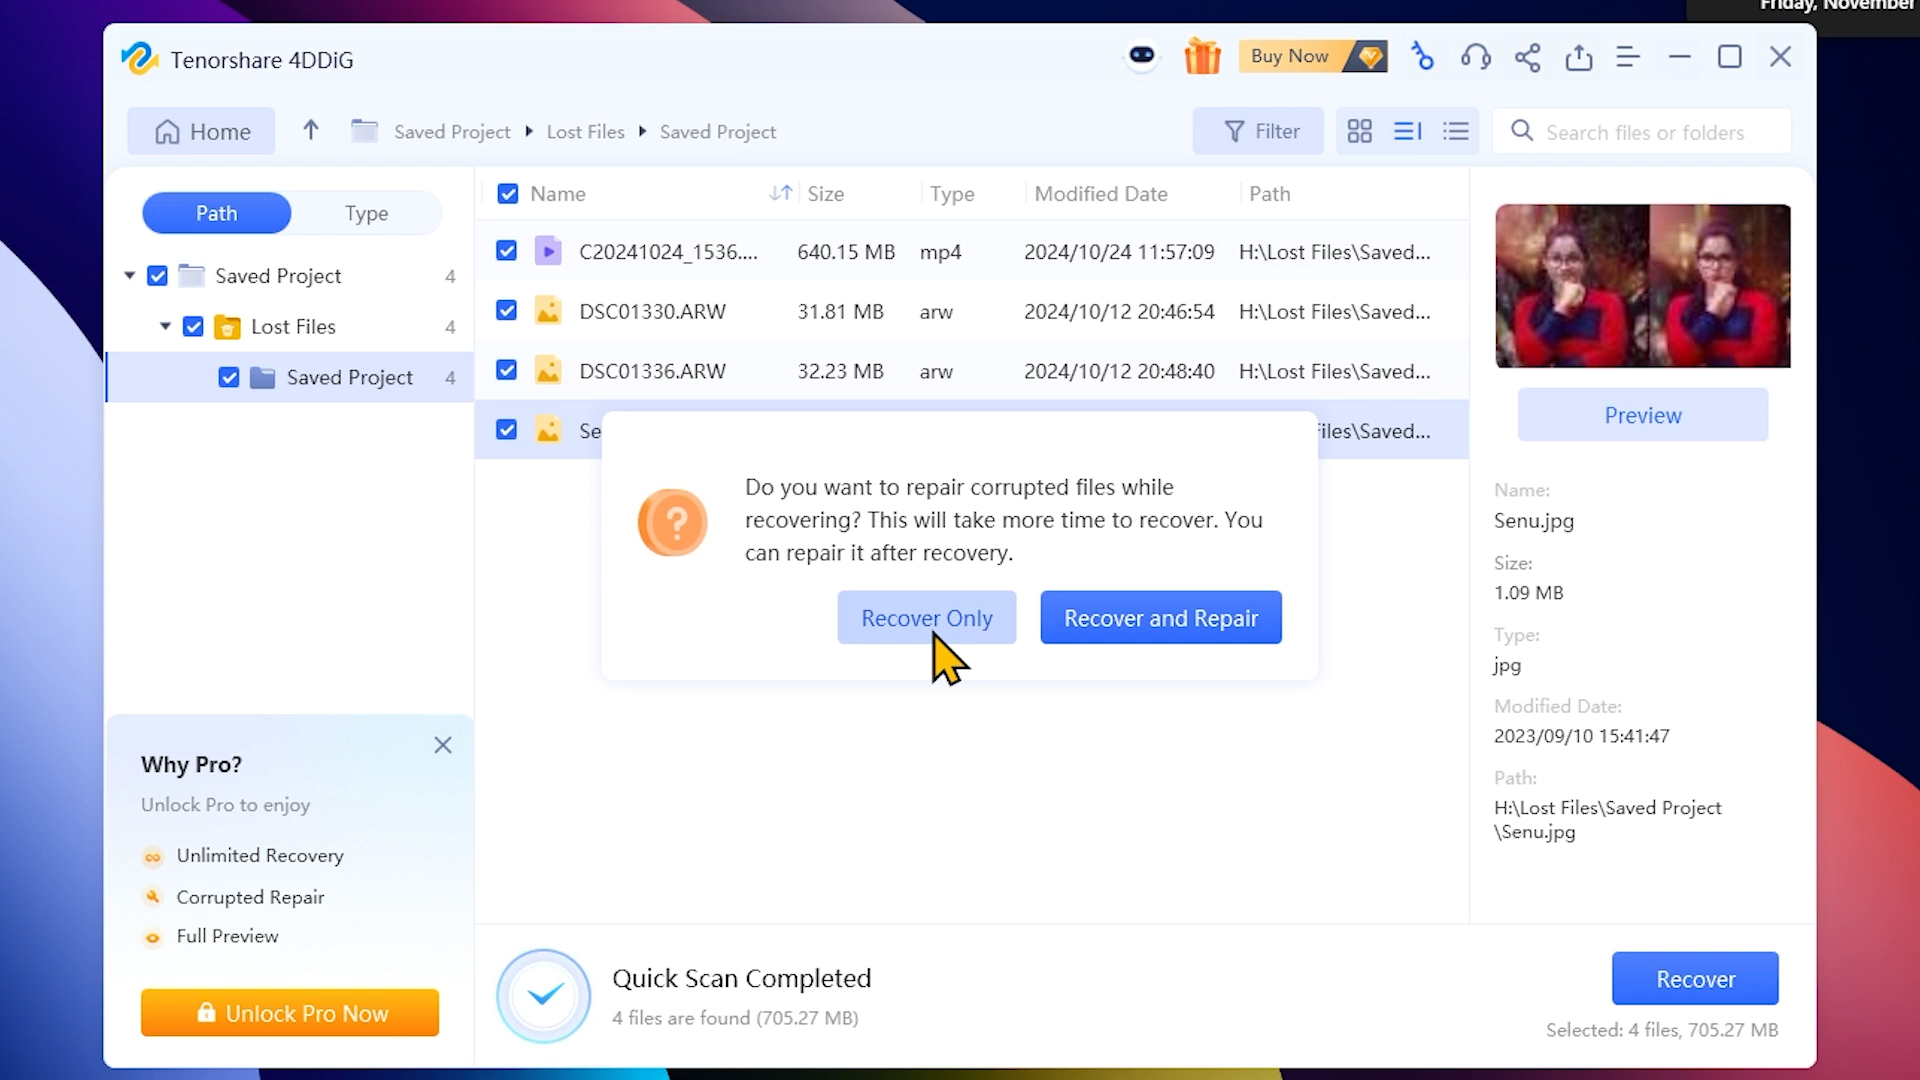 Friday, November
Tenorshare 4DDiG
Buy Now
Home
Saved Project
Lost Files
Saved Project
Filter
Search files or folders
Path
Type
Saved Project 4
Lost Files 4
Saved Project 4
Name Size Type Modified Date Path
C20241024_1536.... 640.15 MB mp4 2024/10/24 11:57:09 H:\Lost Files\Saved...
DSC01330.ARW 31.81 MB arw 2024/10/12 20:46:54 H:\Lost Files\Saved...
DSC01336.ARW 32.23 MB arw 2024/10/12 20:48:40 H:\Lost Files\Saved...
Se Files\Saved...
Do you want to repair corrupted files while
recovering? This will take more time to recover. You
can repair it after recovery.
Recover Only
Recover and Repair
Preview
Name:
Senu.jpg
Size:
1.09 MB
Type:
jpg
Modified Date:
2023/09/10 15:41:47
Path:
H:\Lost Files\Saved Project
\Senu.jpg
Why Pro?
Unlock Pro to enjoy
Unlimited Recovery
Corrupted Repair
Full Preview
Unlock Pro Now
Quick Scan Completed
4 files are found (705.27 MB)
Recover
Selected: 4 files, 705.27 MB